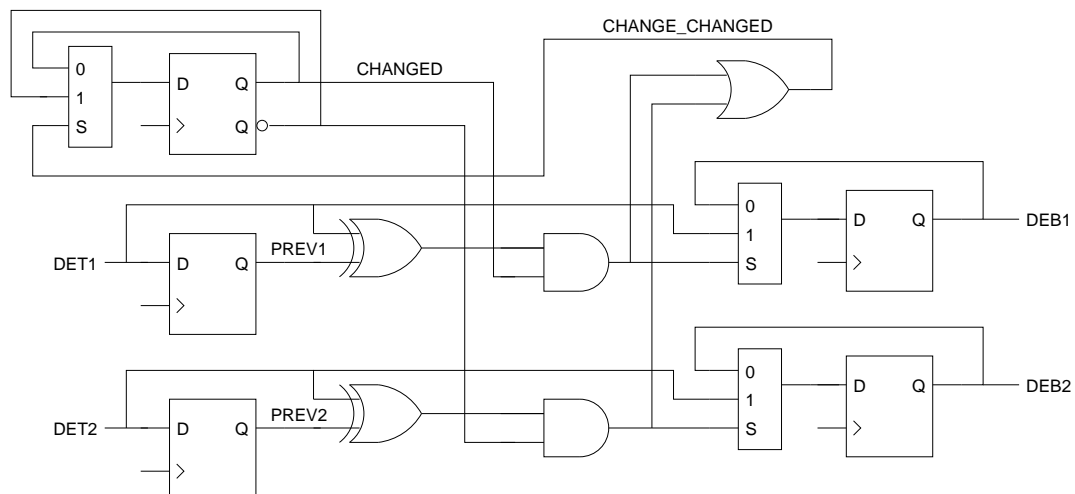 CHANGE_CHANGED
CHANGED
0
1
S
D
Q
Q
DET1
D
Q
PREV1
0
1
S
D
Q
DEB1
DET2
D
Q
PREV2
0
1
S
D
Q
DEB2